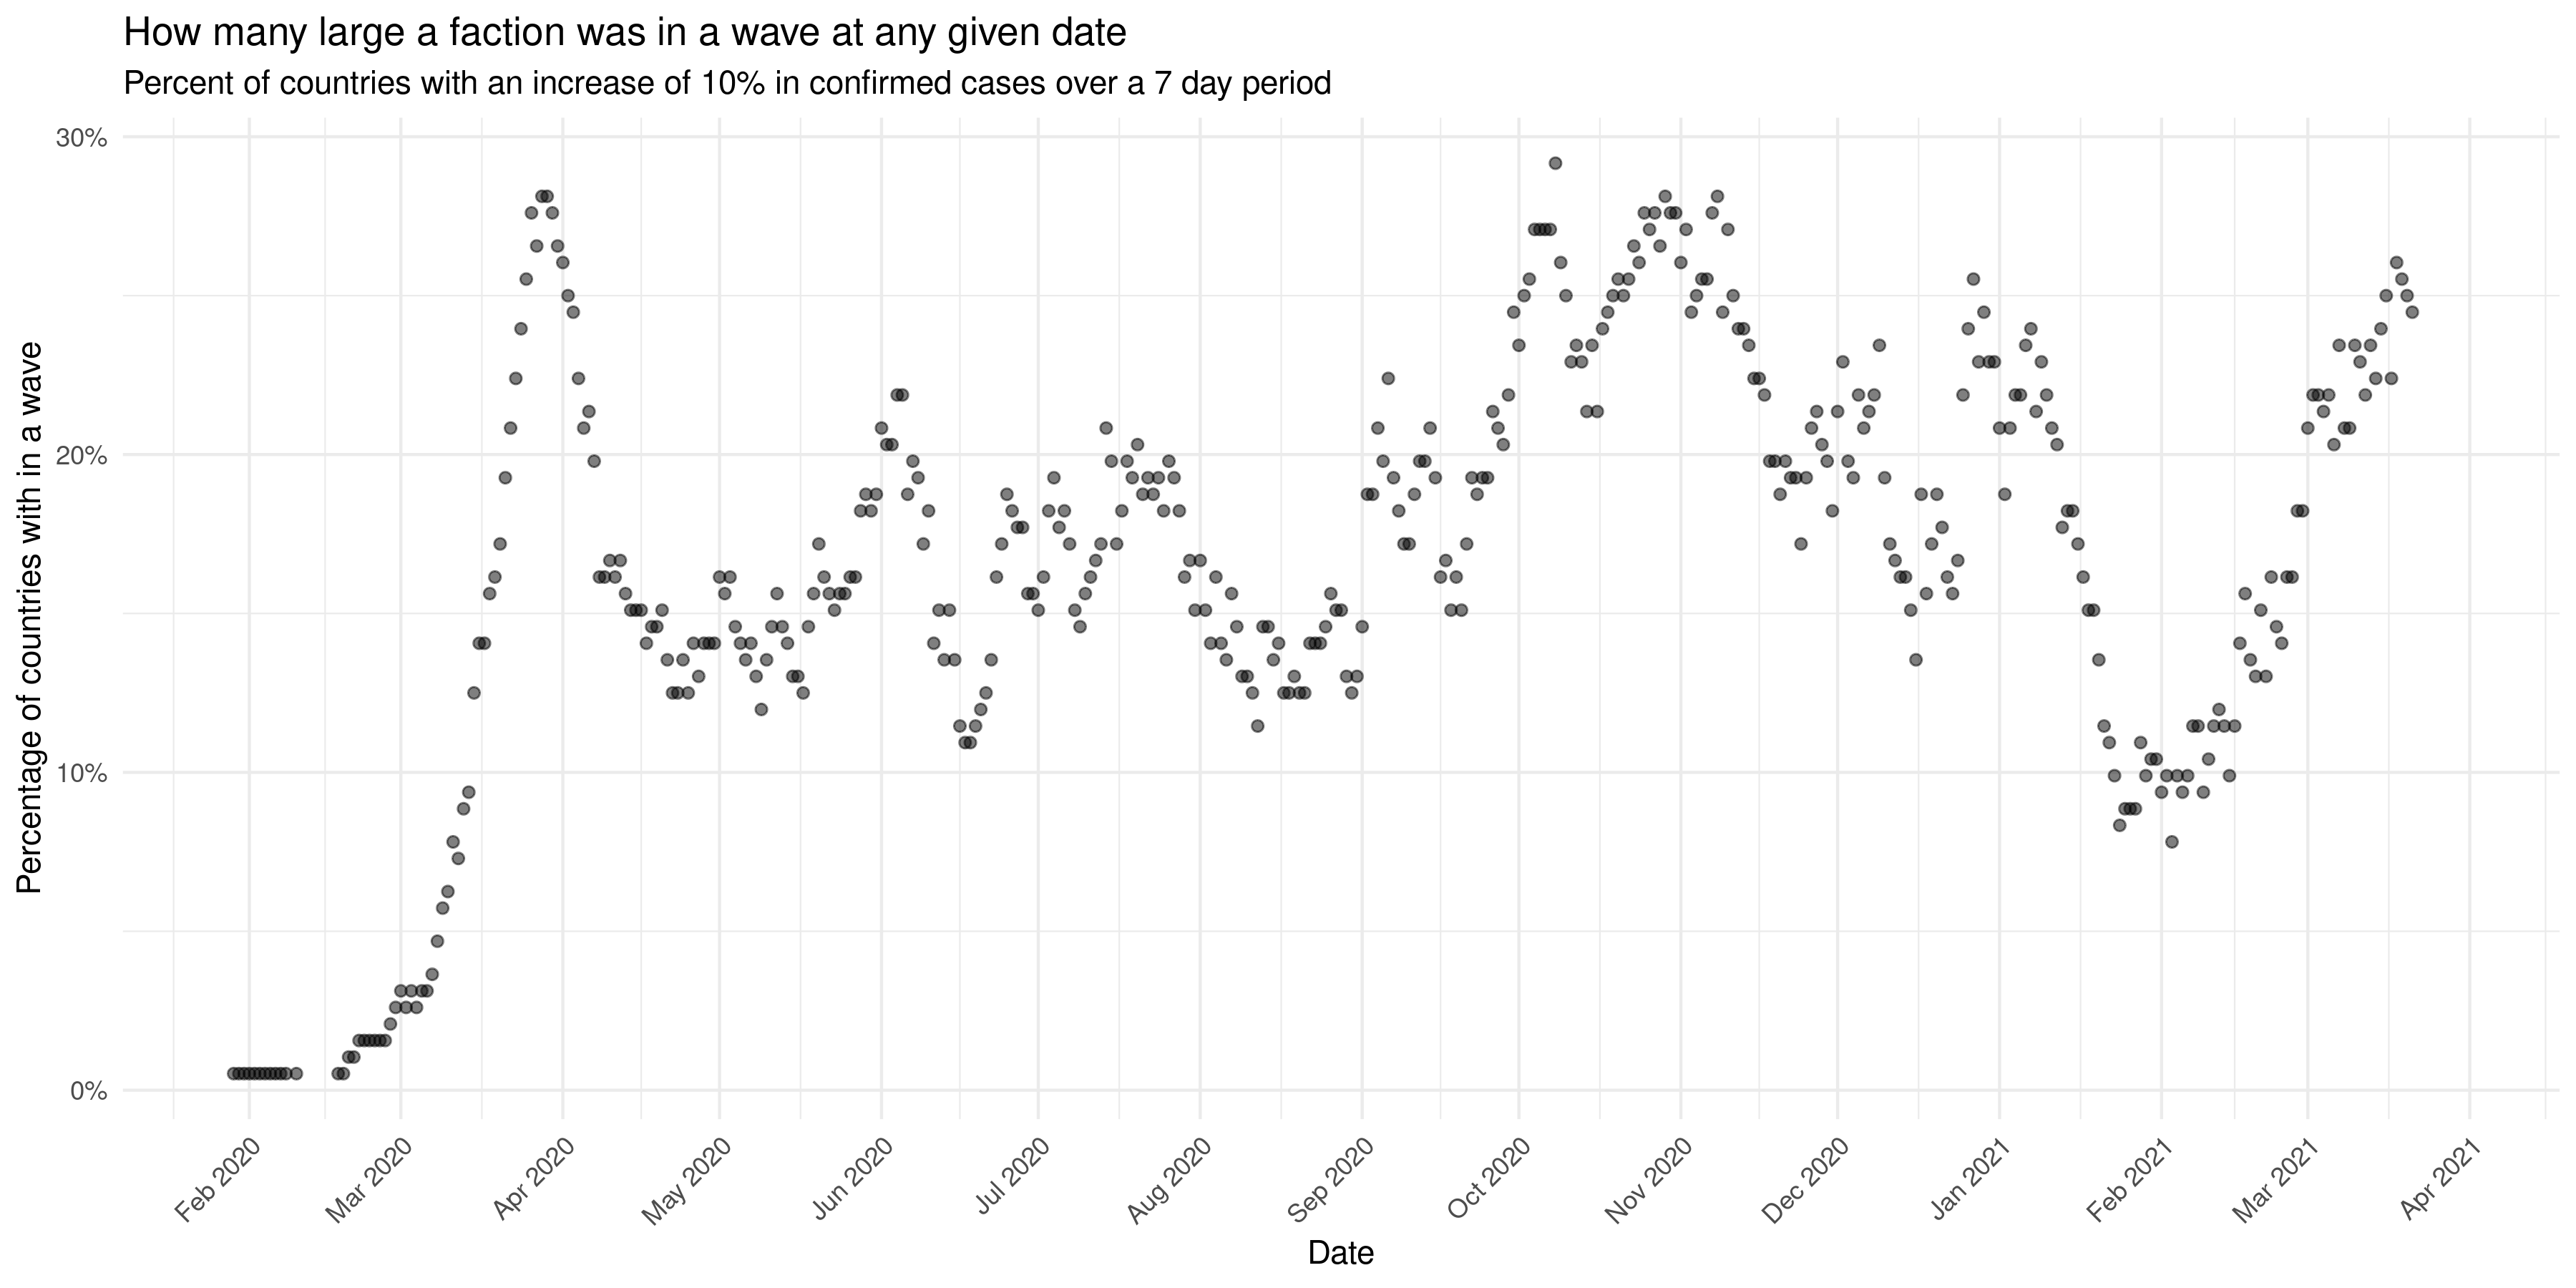 How many large a faction was in a wave at any given date
Percent of countries with an increase of 10% in confirmed cases over a 7 day period
Percentage of countries with in a wave
30%
20%
10%
0%
Feb 2020
Mar 2020
Apr 2020
May 2020
Jun 2020
Jul 2020
Aug 2020
Sep 2020
Oct 2020
Nov 2020
Dec 2020
Jan 2021
Feb 2021
Mar 2021
Apr 2021
Date